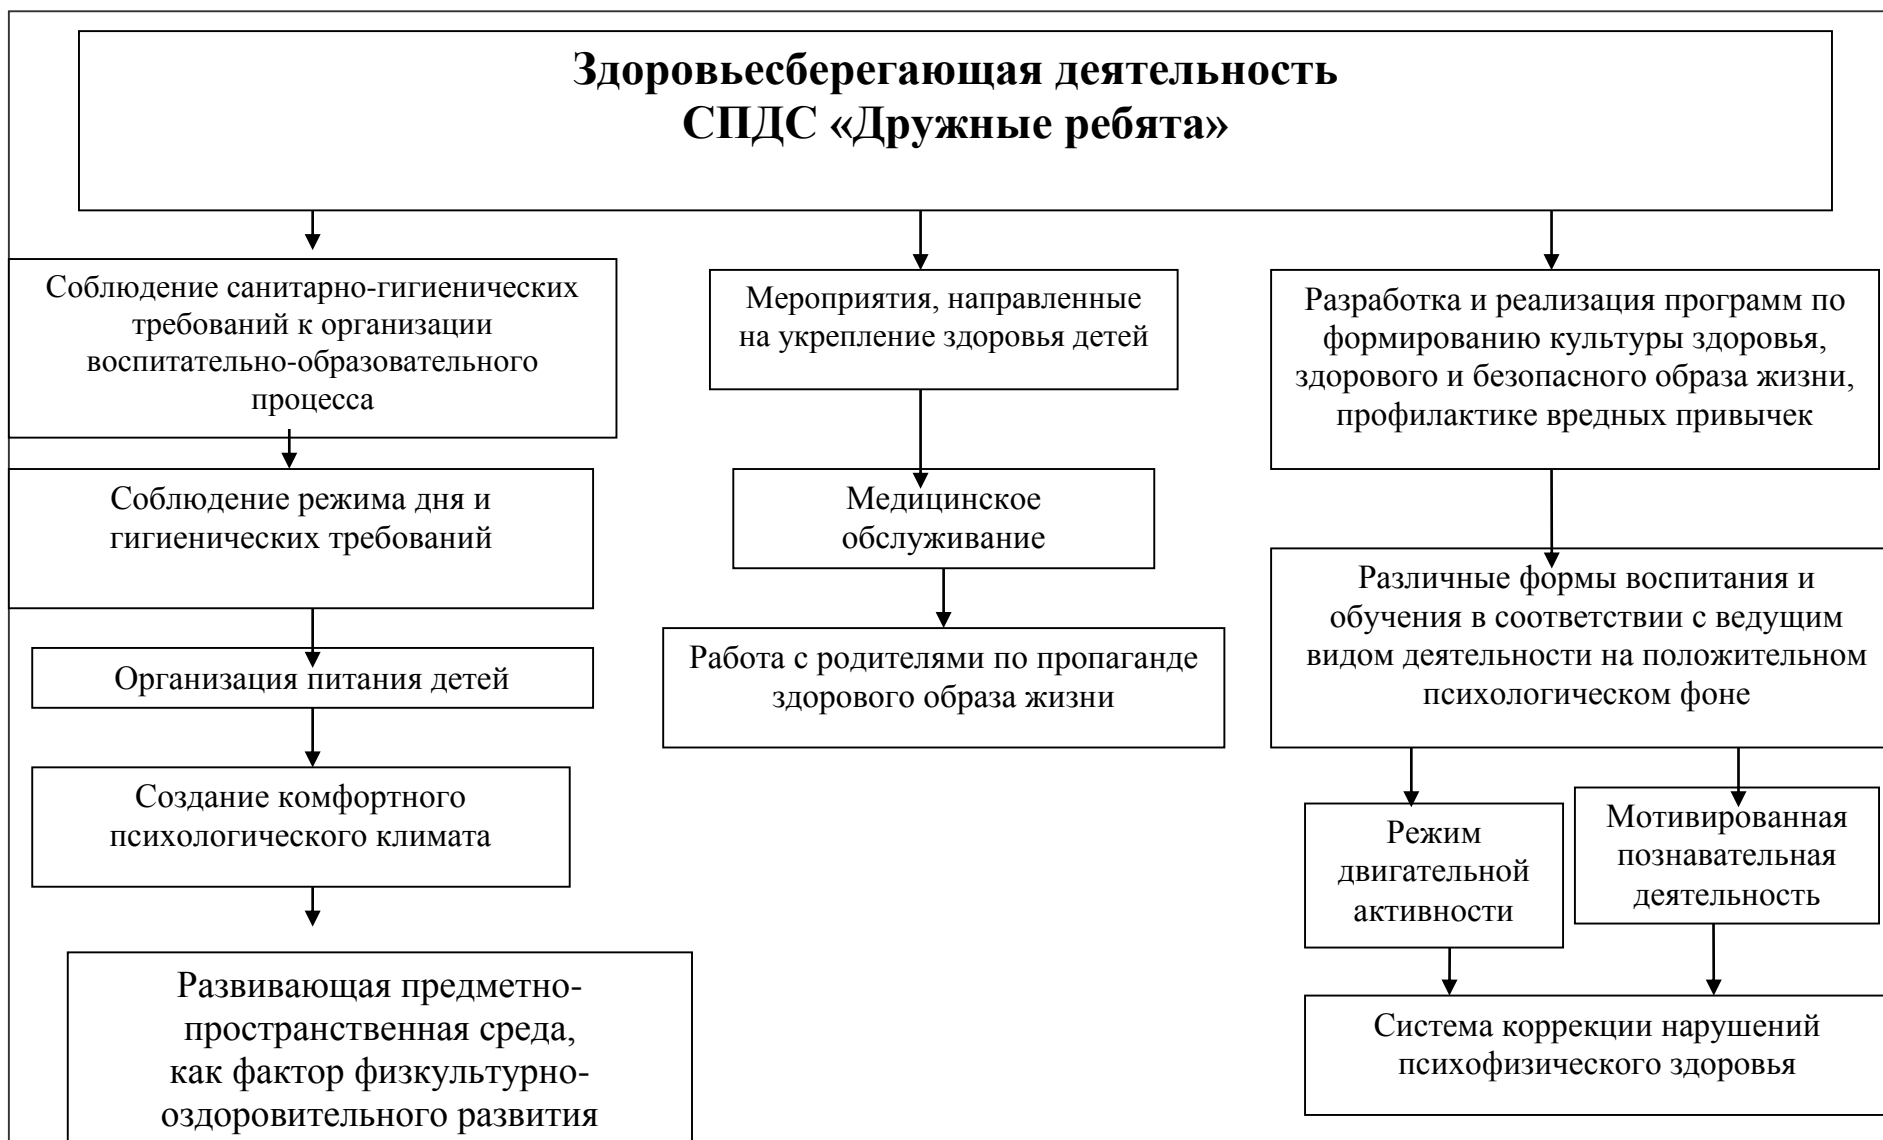 Здоровьесберегающая деятельность
СПДС «Дружные ребята»
Соблюдение санитарно-гигиенических
требований к организации
воспитательно-образовательного
процесса
Соблюдение режима дня и
гигиенических требований
Организация питания детей
Создание комфортного
психологического климата
Развивающая предметно-
пространственная среда,
как фактор физкультурно-
оздоровительного развития
Мероприятия, направленные
на укрепление здоровья детей
Медицинское
обслуживание
Работа с родителями по пропаганде
здорового образа жизни
Разработка и реализация программ по
формированию культуры здоровья,
здорового и безопасного образа жизни,
профилактике вредных привычек
Различные формы воспитания и
обучения в соответствии с ведущим
видом деятельности на положительном
психологическом фоне
Режим
двигательной
активности
Мотивированная
познавательная
деятельность
Система коррекции нарушений
психофизического здоровья